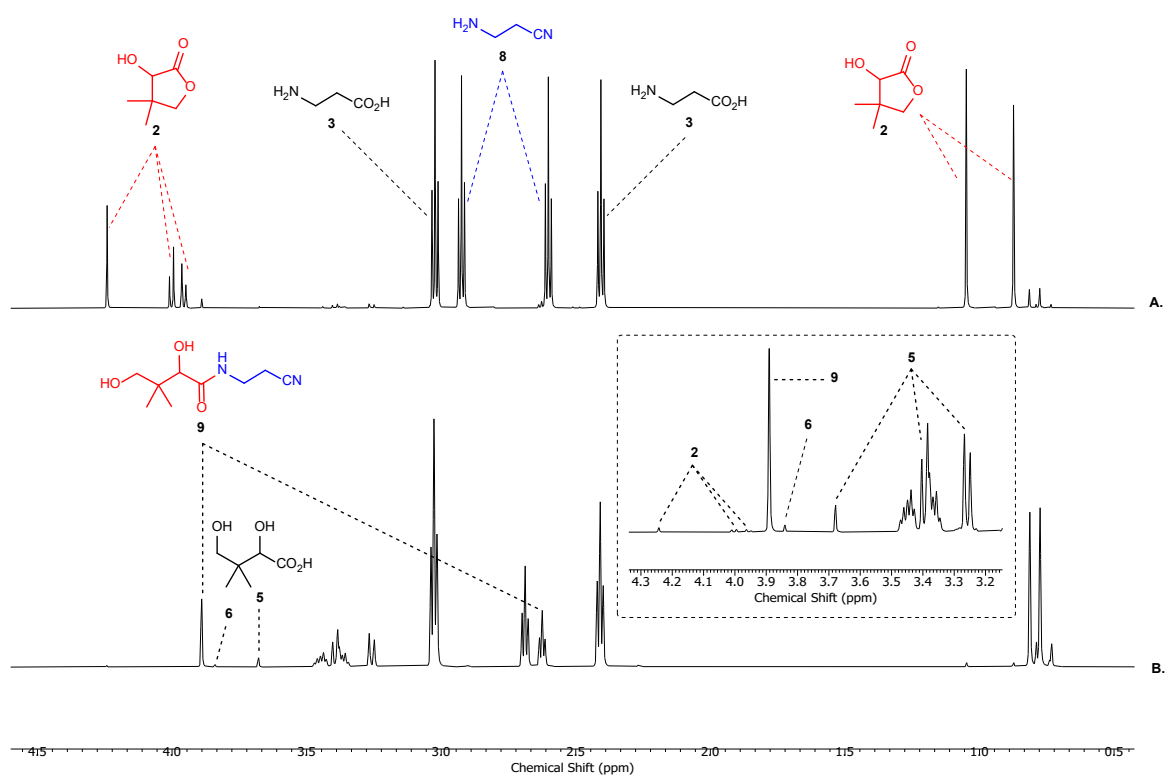 H₂N CN
8
O
HO
O
2
H₂N CO₂H
3
H₂N CO₂H
3
O
HO
O
2
A.
OH H
N
HO CN
O
9
OH OH
CO₂H
6 5
9
6
5
2
4.3 4.2 4.1 4.0 3.9 3.8 3.7 3.6 3.5 3.4 3.3 3.2
Chemical Shift (ppm)
B.
4.5 4.0 3.5 3.0 2.5 2.0 1.5 1.0 0.5
Chemical Shift (ppm)